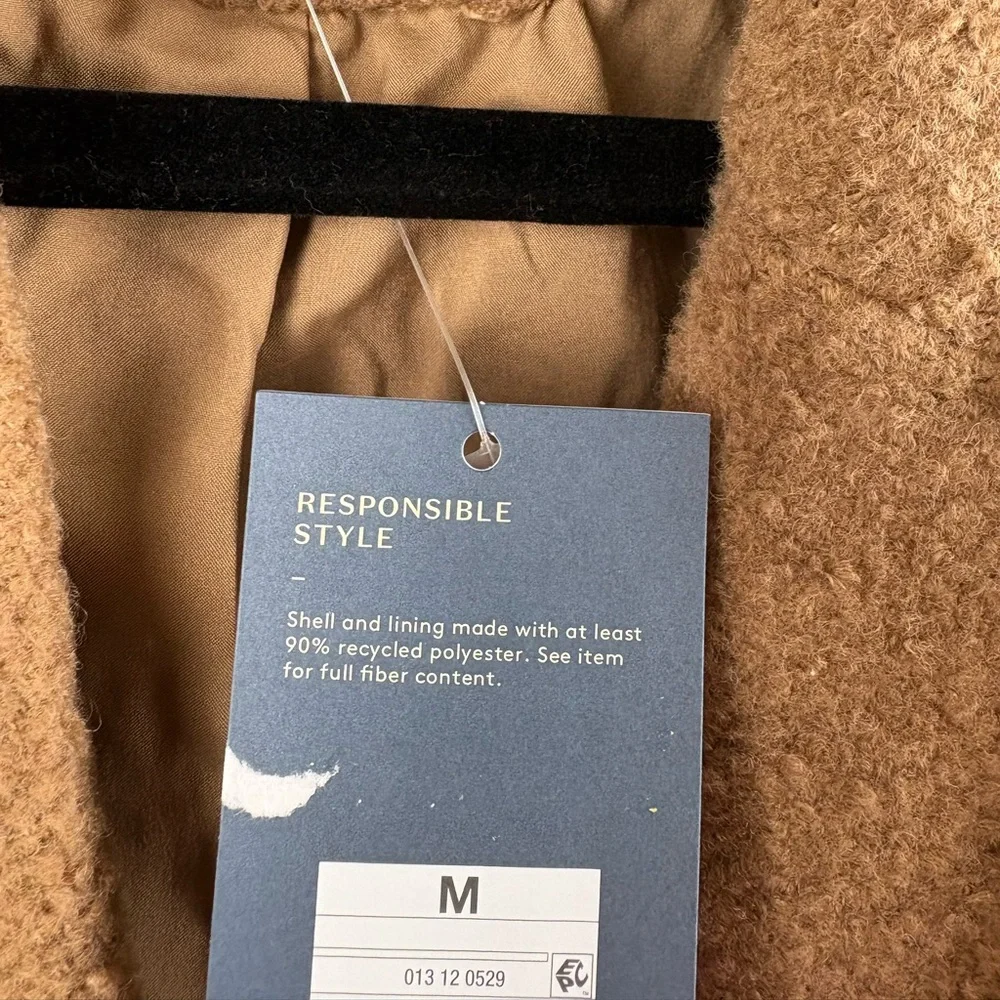 RESPONSIBLE
STYLE
Shell and lining made with at least
90% recycled polyester. See item
for full fiber content.
M
013 12 0529
EPC